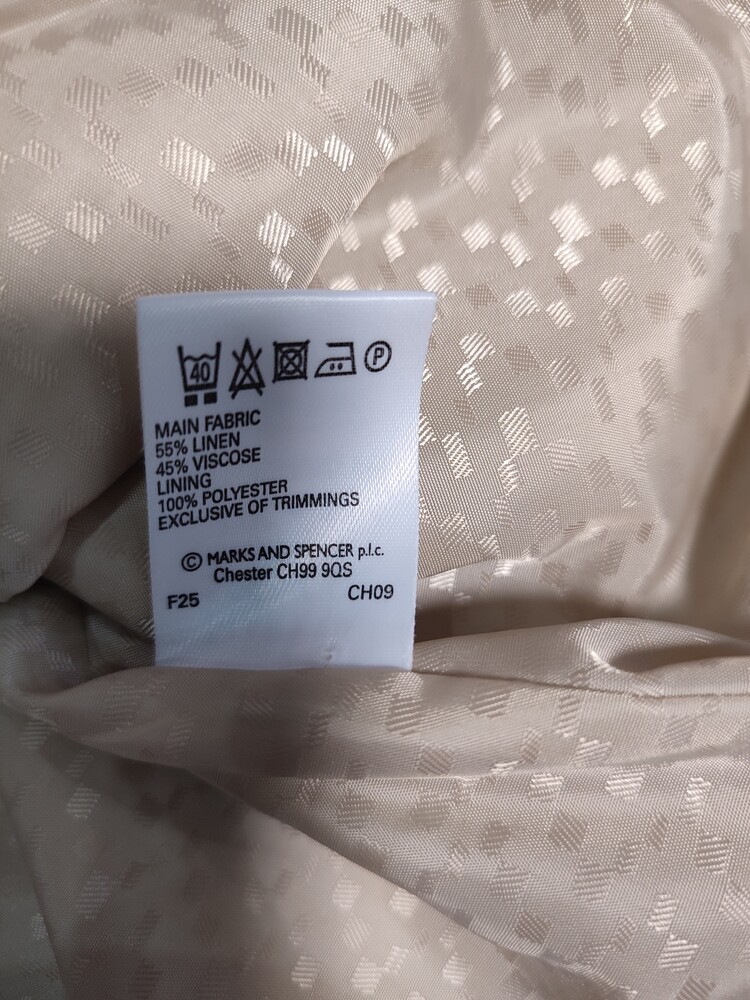 40
P
MAIN FABRIC
55% LINEN
45% VISCOSE
LINING
100% POLYESTER
EXCLUSIVE OF TRIMMINGS
© MARKS AND SPENCER p.l.c.
Chester CH99 9QS
F25 CH09